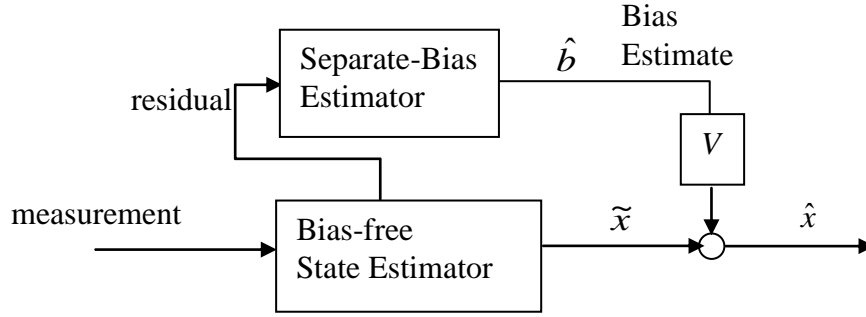 Bias
Estimate
Separate-Bias
Estimator
b̂
residual
V
measurement
Bias-free
State Estimator
x̃
x̂